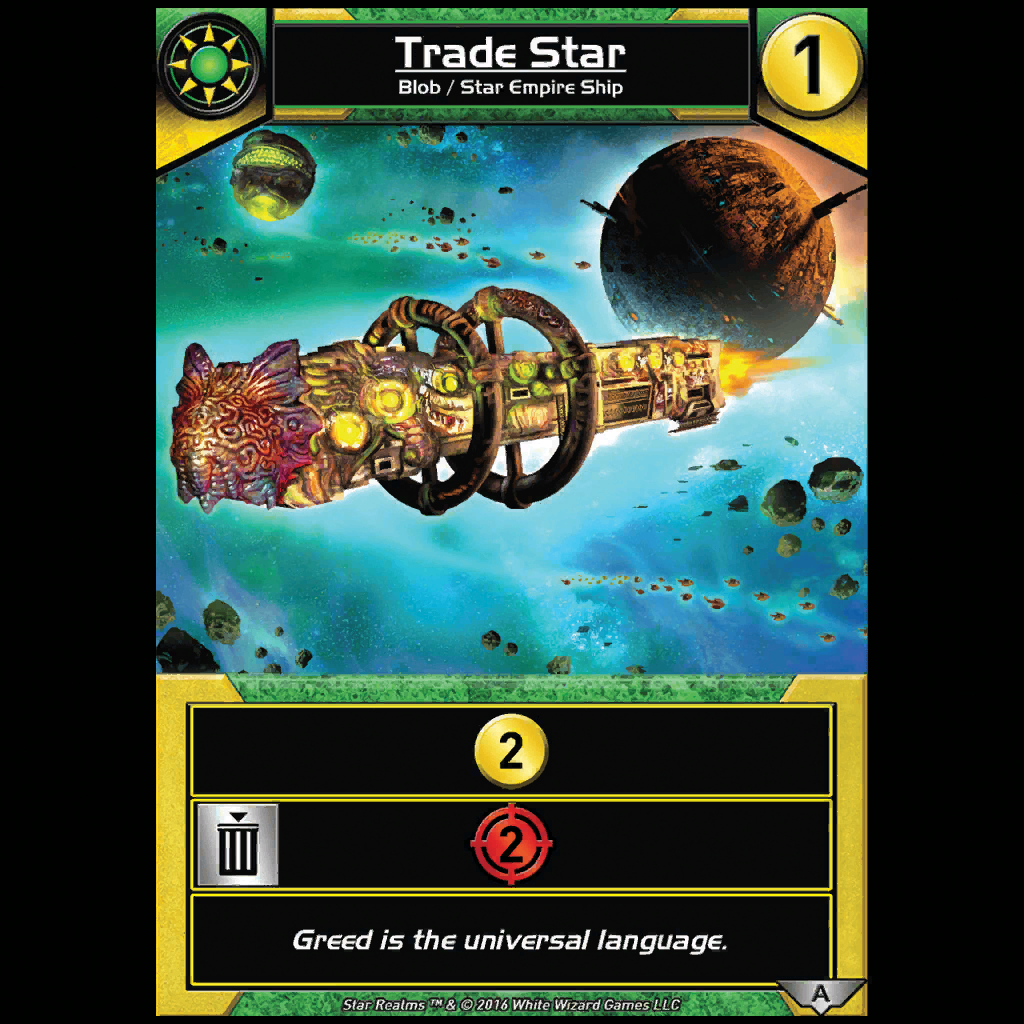 Trade Star
1
Blob / Star Empire Ship
2
2
Greed is the universal language.
A
Star Realms ™ & © 2016 White Wizard Games LLC